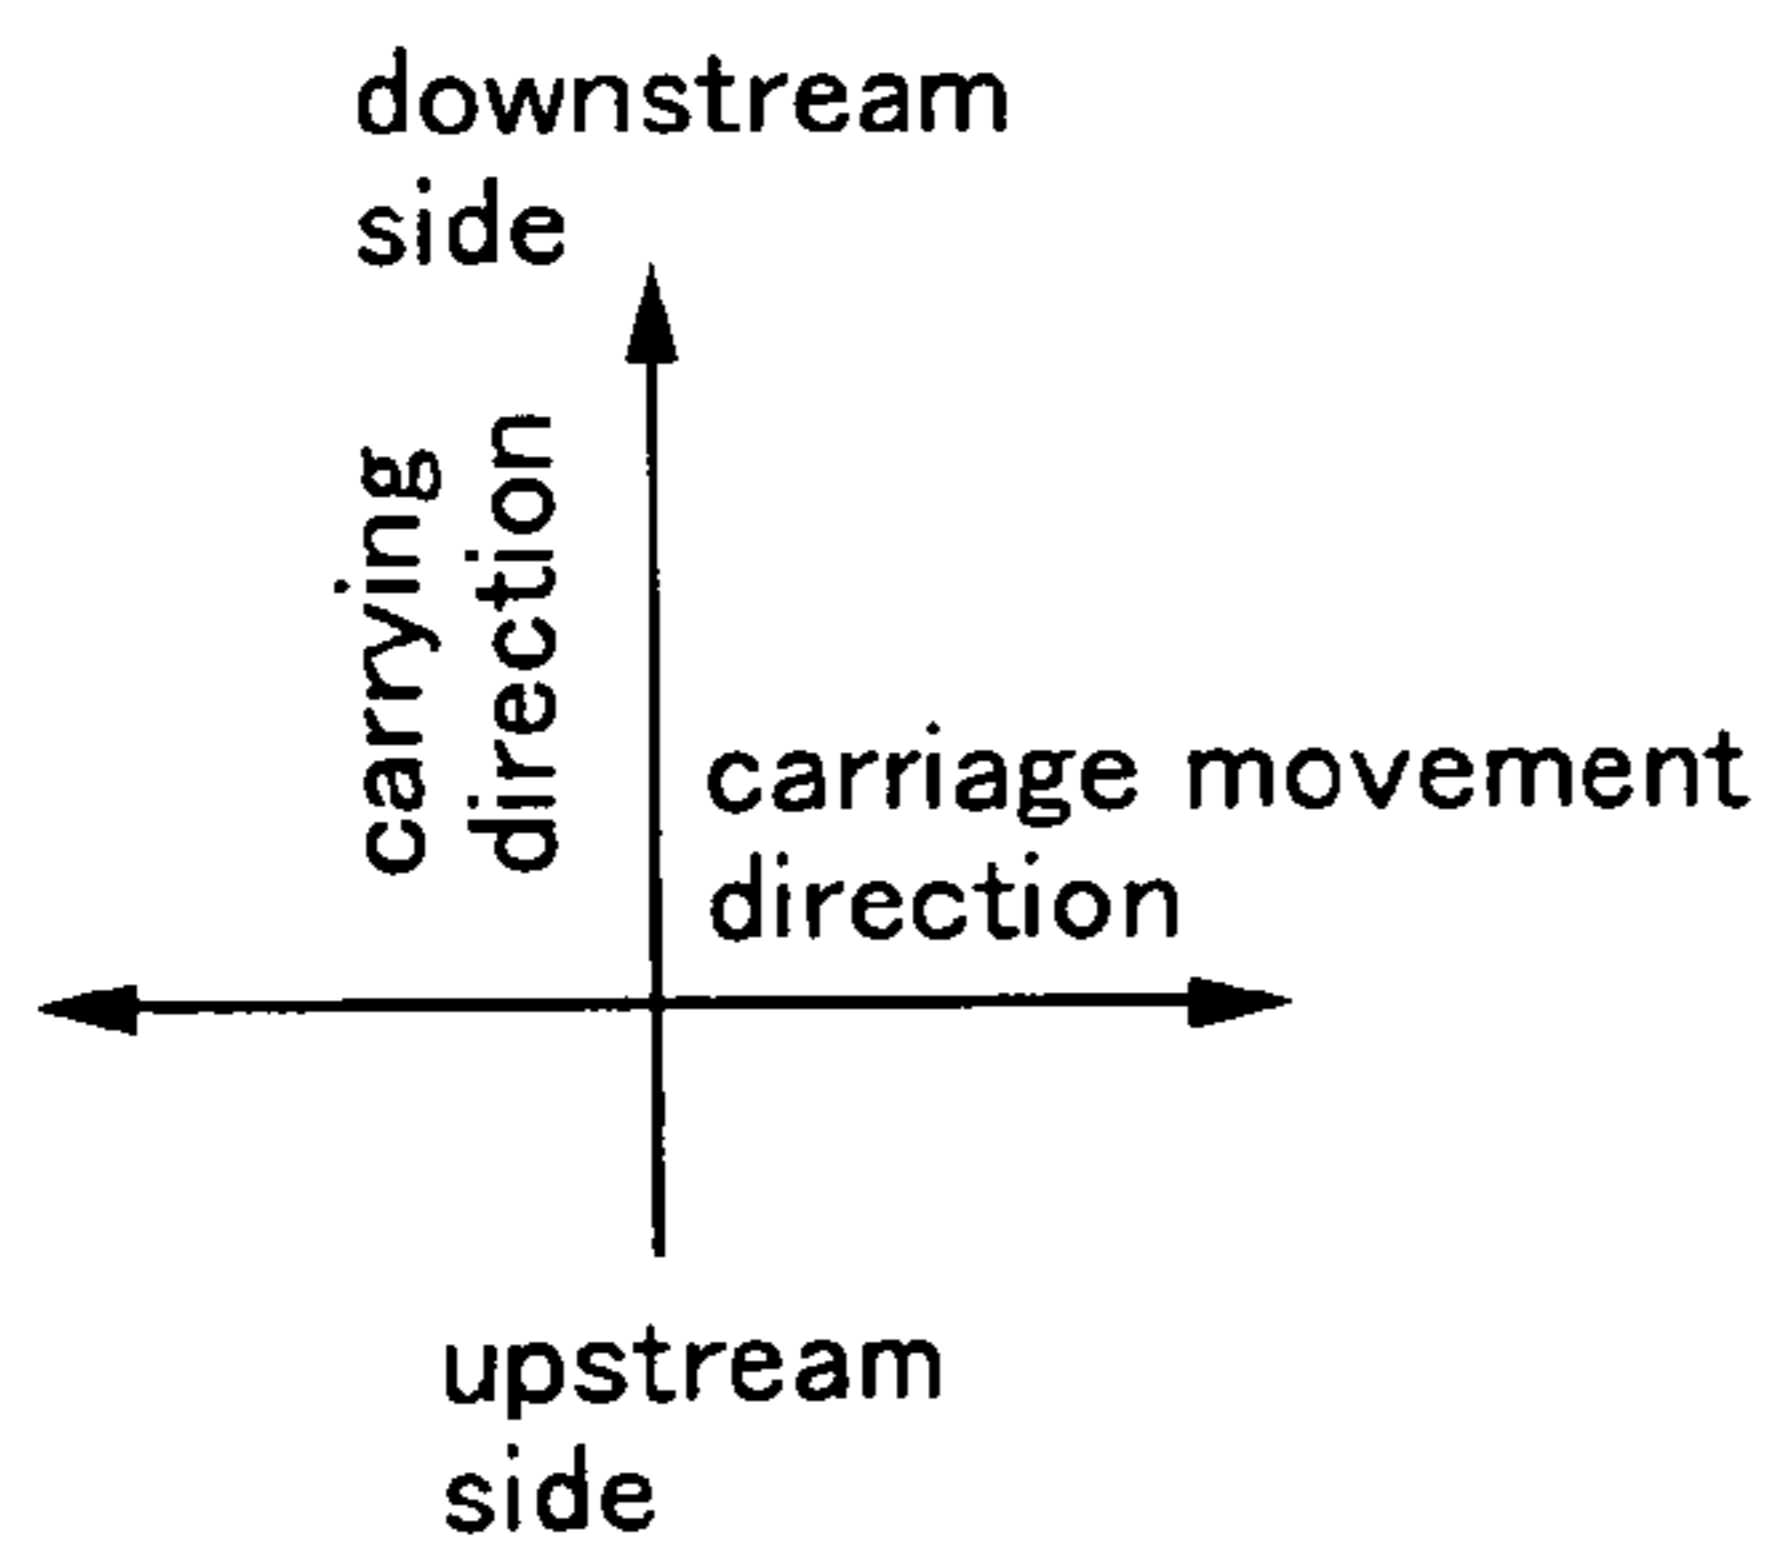 downstream
side
carrying
direction
carriage movement
direction
upstream
side